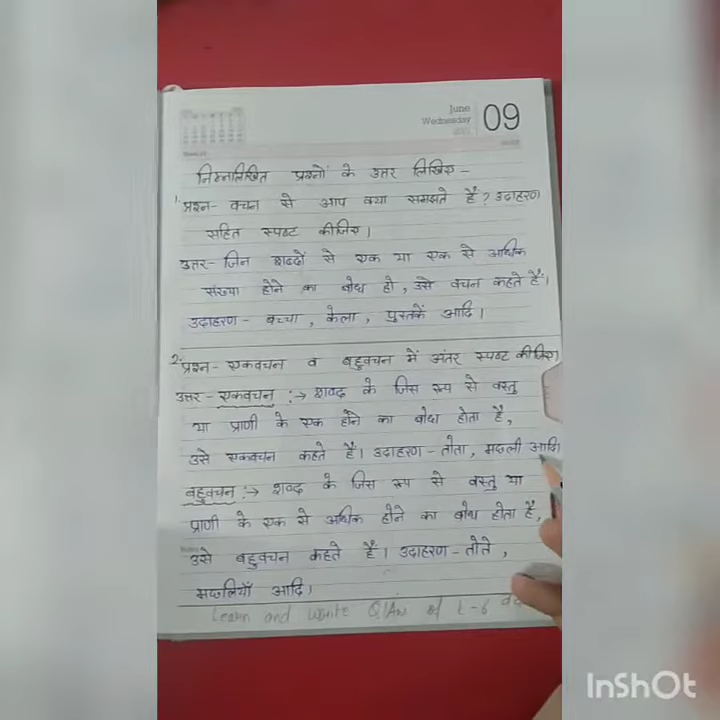 June
Wednesday
09
निम्नलिखित प्रश्नों के उत्तर लिखिए -
1. प्रश्न - वचन से आप क्या समझते हैं? उदाहरण
सहित स्पष्ट कीजिए।
उत्तर - जिन शब्दों से एक या एक से अधिक
संख्या होने का बोध हो, उसे वचन कहते हैं।
उदाहरण - बच्चा, केला, पुस्तकें आदि।
2. प्रश्न - एकवचन व बहुवचन में अंतर स्पष्ट कीजिए।
उत्तर - एकवचन :→ शब्द के जिस रूप से वस्तु
या प्राणी के एक होने का बोध होता है,
उसे एकवचन कहते हैं। उदाहरण - तोता, मछली आदि।
बहुवचन :→ शब्द के जिस रूप से वस्तु या
प्राणी के एक से अधिक होने का बोध होता है,
उसे बहुवचन कहते हैं। उदाहरण - तोते,
मछलियाँ आदि।
Learn and write Q/Ans of L-6
InShOt